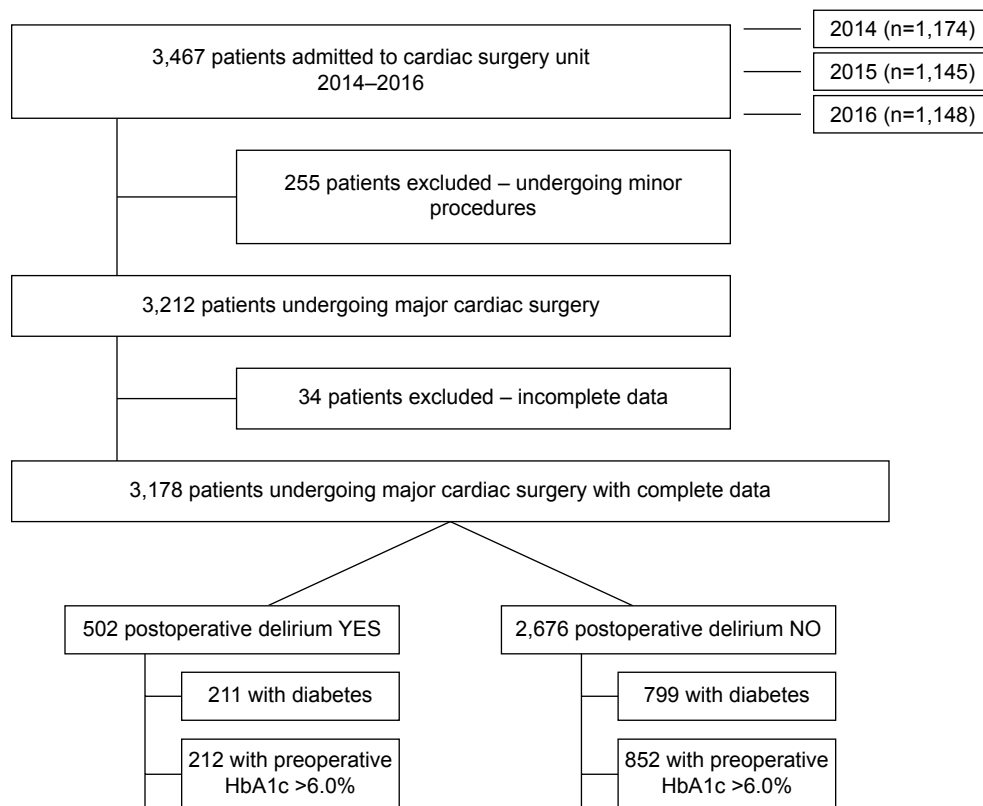 3,467 patients admitted to cardiac surgery unit
2014–2016
2014 (n=1,174)
2015 (n=1,145)
2016 (n=1,148)
255 patients excluded – undergoing minor
procedures
3,212 patients undergoing major cardiac surgery
34 patients excluded – incomplete data
3,178 patients undergoing major cardiac surgery with complete data
502 postoperative delirium YES
2,676 postoperative delirium NO
211 with diabetes
799 with diabetes
212 with preoperative
HbA1c >6.0%
852 with preoperative
HbA1c >6.0%